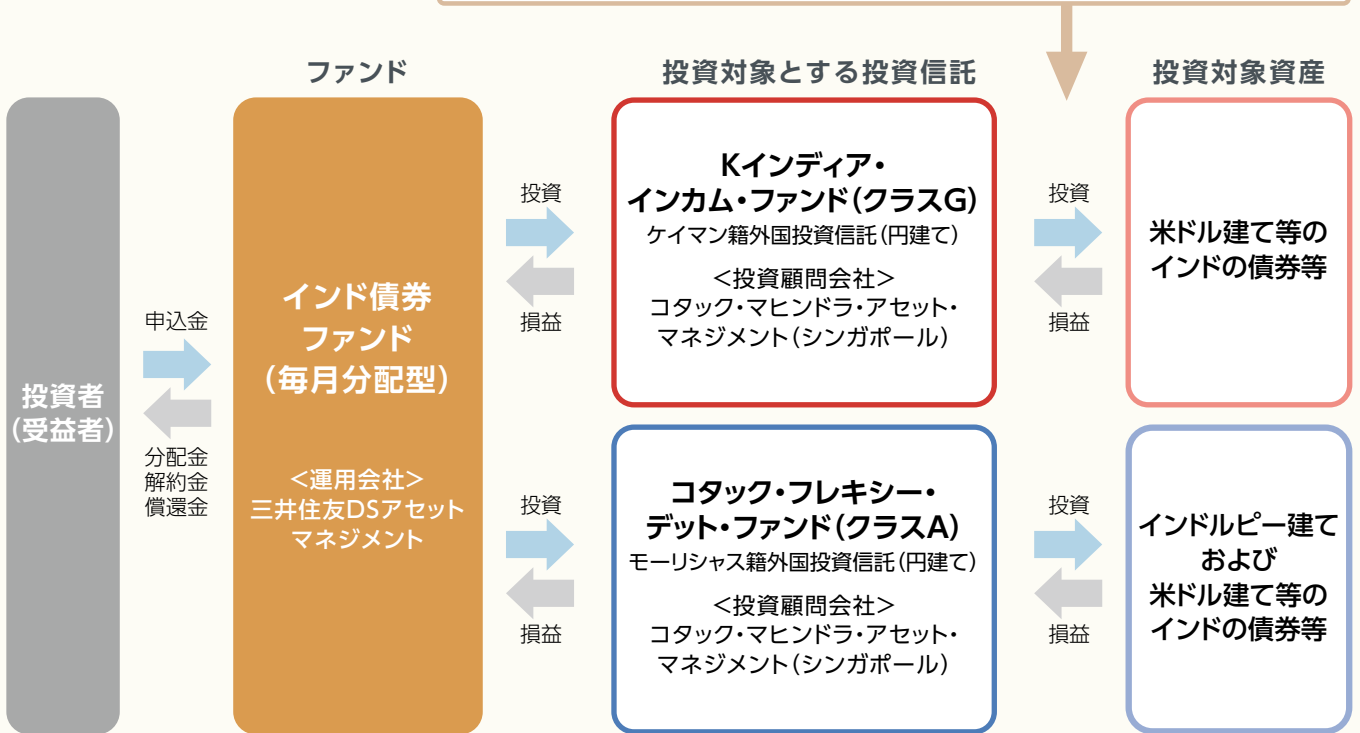 ファンド
投資対象とする投資信託
投資対象資産
投資者
(受益者)
申込金
分配金
解約金
償還金
インド債券
ファンド
(毎月分配型)
<運用会社>
三井住友DSアセット
マネジメント
投資
損益
Kインディア・
インカム・ファンド(クラスG)
ケイマン籍外国投資信託(円建て)
<投資顧問会社>
コタック・マヒンドラ・アセット・
マネジメント(シンガポール)
投資
損益
米ドル建て等の
インドの債券等
投資
損益
コタック・フレキシー・
デット・ファンド(クラスA)
モーリシャス籍外国投資信託(円建て)
<投資顧問会社>
コタック・マヒンドラ・アセット・
マネジメント(シンガポール)
投資
損益
インドルピー建て
および
米ドル建て等の
インドの債券等